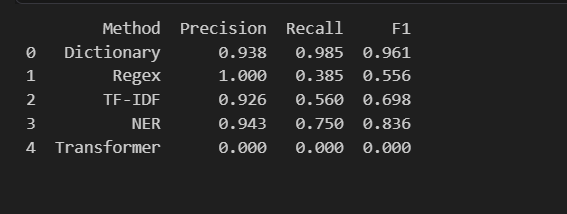 Method Precision Recall F1
0 Dictionary 0.938 0.985 0.961
1 Regex 1.000 0.385 0.556
2 TF-IDF 0.926 0.560 0.698
3 NER 0.943 0.750 0.836
4 Transformer 0.000 0.000 0.000